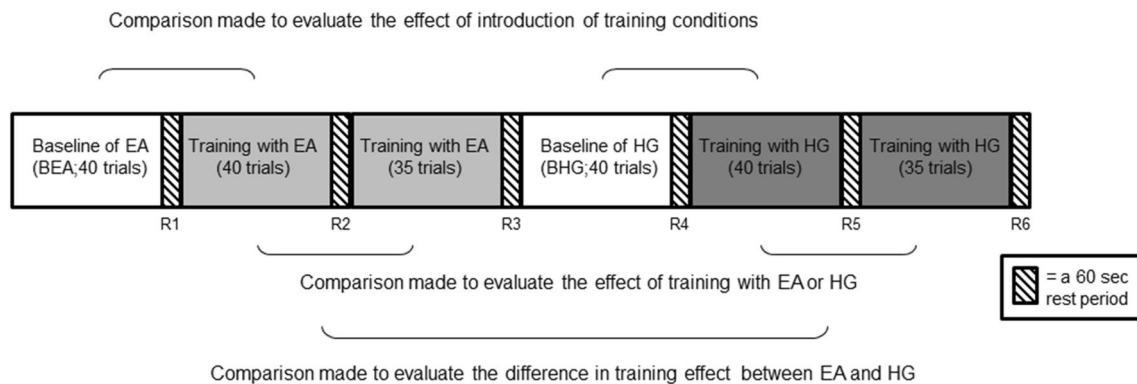 Comparison made to evaluate the effect of introduction of training conditions
Baseline of EA
(BEA;40 trials)
Training with EA
(40 trials)
Training with EA
(35 trials)
Baseline of HG
(BHG;40 trials)
Training with HG
(40 trials)
Training with HG
(35 trials)
R1
R2
R3
R4
R5
R6
Comparison made to evaluate the effect of training with EA or HG
= a 60 sec
rest period
Comparison made to evaluate the difference in training effect between EA and HG